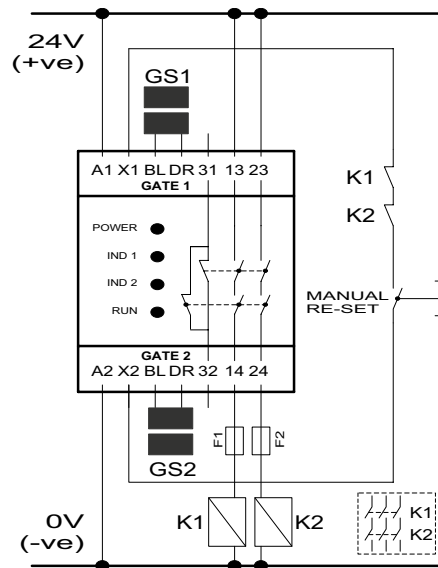 24V
(+ve)
GS1
A1 X1 BL DR 31 13 23
GATE 1
K1
K2
POWER
IND 1
IND 2
RUN
MANUAL
RE-SET
GATE 2
A2 X2 BL DR 32 14 24
F1
F2
GS2
0V
(-ve)
K1
K2
K1
K2